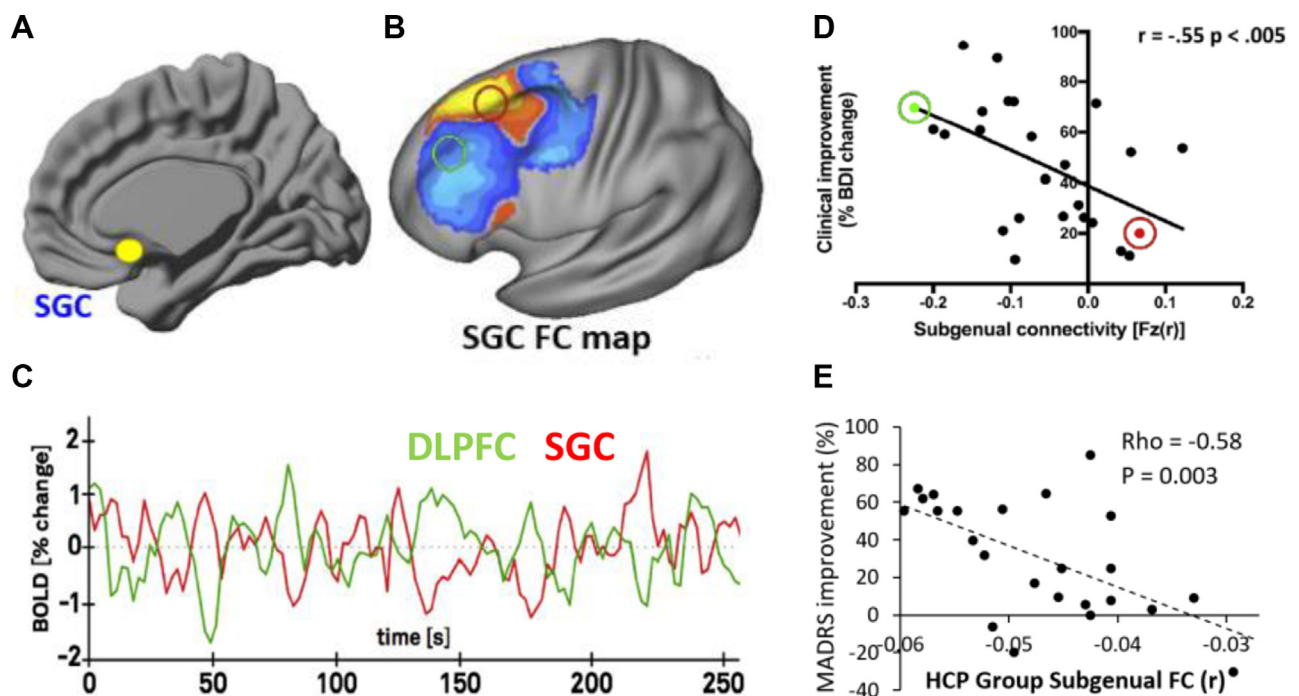 A
SGC
B
SGC FC map
C
DLPFC SGC
BOLD [% change]
2
1
0
-1
-2
time [s]
0 50 100 150 200 250
D
r = -.55 p < .005
Clinical improvement
(% BDI change)
100
80
60
40
20
-0.3 -0.2 -0.1 0.0 0.1 0.2
Subgenual connectivity [Fz(r)]
E
MADRS improvement (%)
Rho = -0.58
P = 0.003
100
80
60
40
20
0
-20
-40
-0.06 -0.05 -0.04 -0.03
HCP Group Subgenual FC (r)